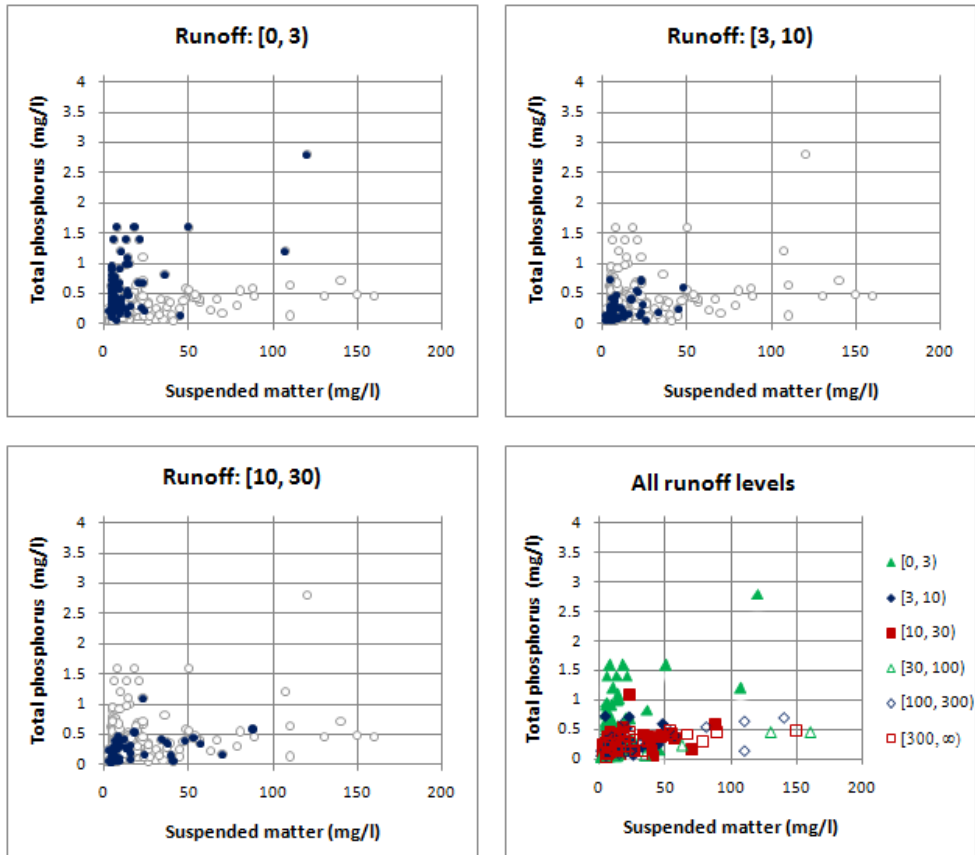 Runoff: [0, 3)
Total phosphorus (mg/l)
4
3.5
3
2.5
2
1.5
1
0.5
0
0 50 100 150 200
Suspended matter (mg/l)
Runoff: [3, 10)
Total phosphorus (mg/l)
4
3.5
3
2.5
2
1.5
1
0.5
0
0 50 100 150 200
Suspended matter (mg/l)
Runoff: [10, 30)
Total phosphorus (mg/l)
4
3.5
3
2.5
2
1.5
1
0.5
0
0 50 100 150 200
Suspended matter (mg/l)
All runoff levels
Total phosphorus (mg/l)
4
3.5
3
2.5
2
1.5
1
0.5
0
0 50 100 150 200
Suspended matter (mg/l)
[0, 3)
[3, 10)
[10, 30)
[30, 100)
[100, 300)
[300, ∞)